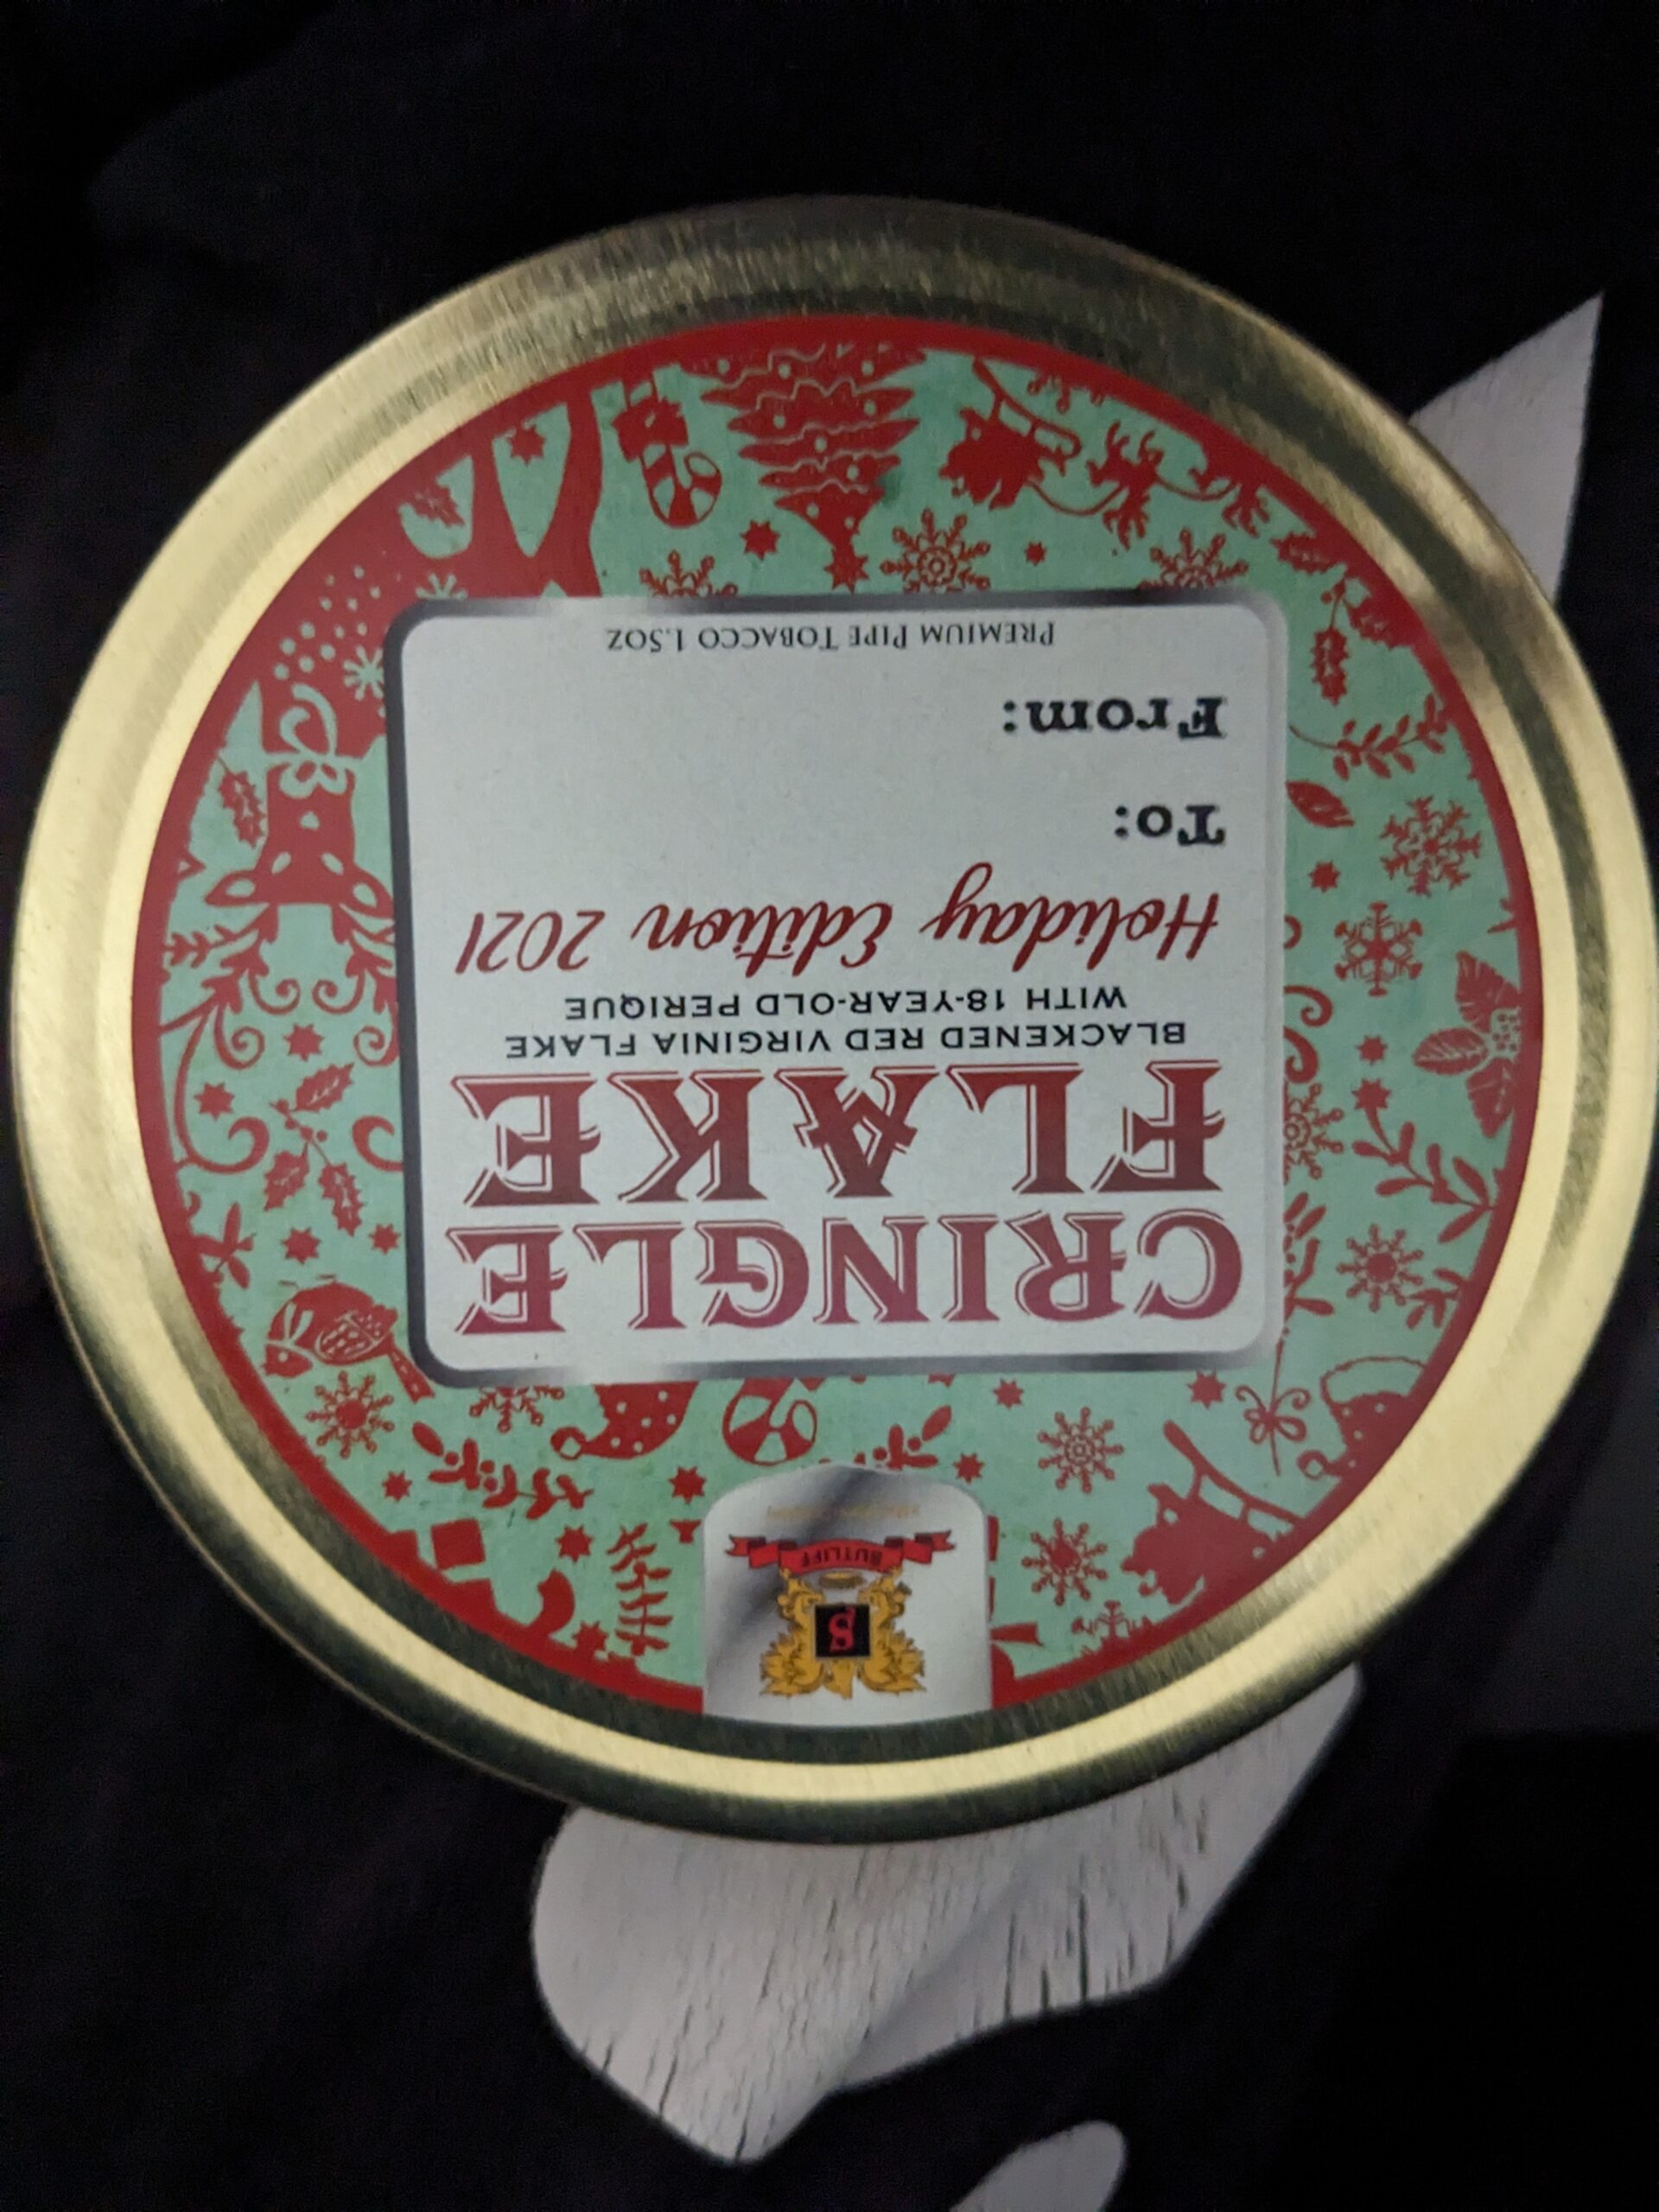 S
SUTLIFF
CRINGLE
FLAKE
BLACKENED RED VIRGINIA FLAKE
WITH 18-YEAR-OLD PERIQUE
Holiday Edition 2021
To:
From:
PREMIUM PIPE TOBACCO 1.5OZ